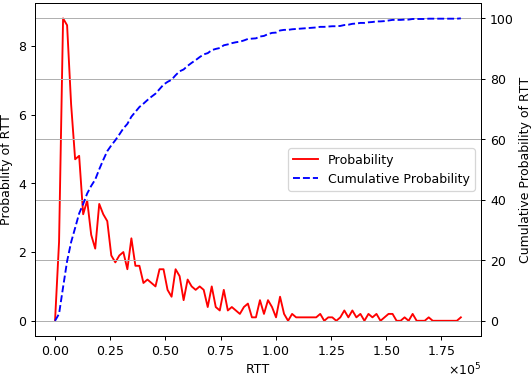 Probability of RTT
8
6
4
2
0
100
80
60
40
20
0
Cumulative Probability of RTT
Probability
Cumulative Probability
0.00 0.25 0.50 0.75 1.00 1.25 1.50 1.75
RTT
×10⁵